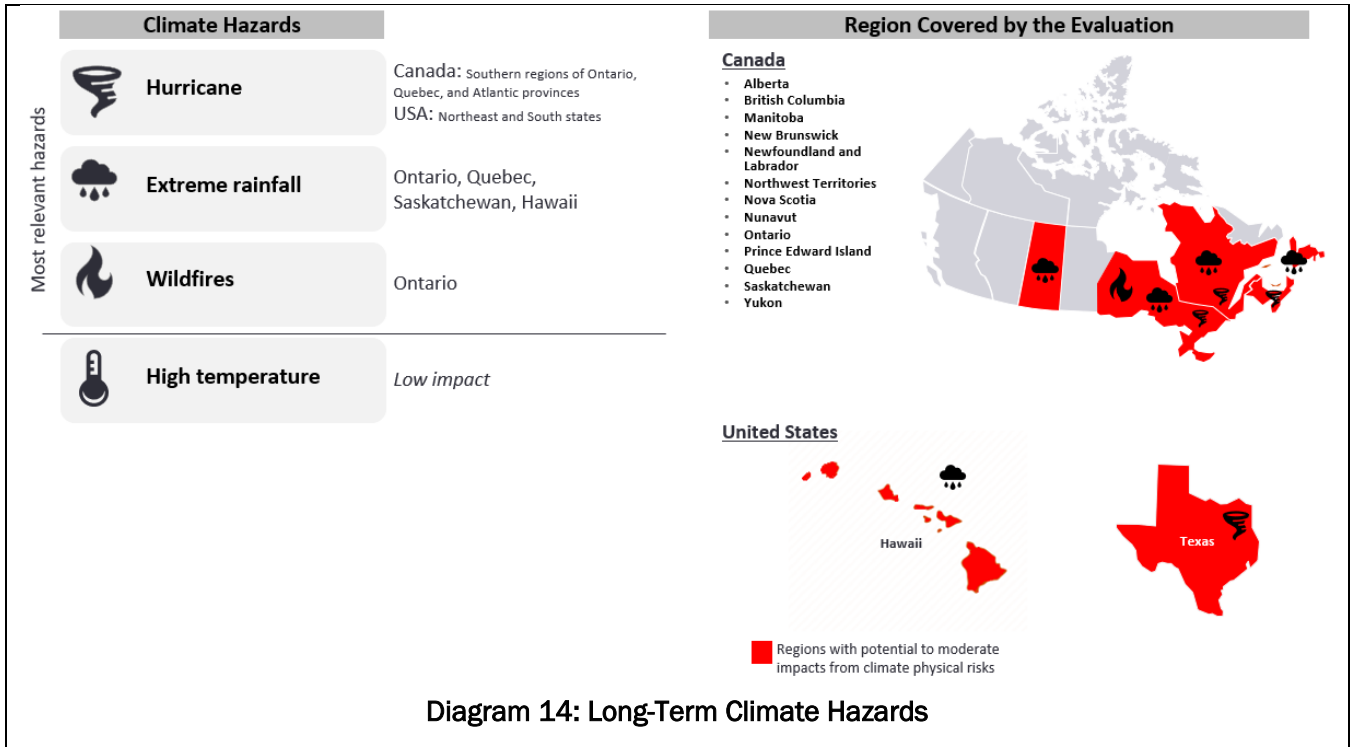 Climate Hazards
Most relevant hazards
Hurricane
Canada: Southern regions of Ontario,
Quebec, and Atlantic provinces
USA: Northeast and South states
Extreme rainfall
Ontario, Quebec,
Saskatchewan, Hawaii
Wildfires
Ontario
High temperature
Low impact
Region Covered by the Evaluation
Canada
▪ Alberta
▪ British Columbia
▪ Manitoba
▪ New Brunswick
▪ Newfoundland and
Labrador
▪ Northwest Territories
▪ Nova Scotia
▪ Nunavut
▪ Ontario
▪ Prince Edward Island
▪ Quebec
▪ Saskatchewan
▪ Yukon
United States
Hawaii
Texas
Regions with potential to moderate
impacts from climate physical risks
Diagram 14: Long-Term Climate Hazards